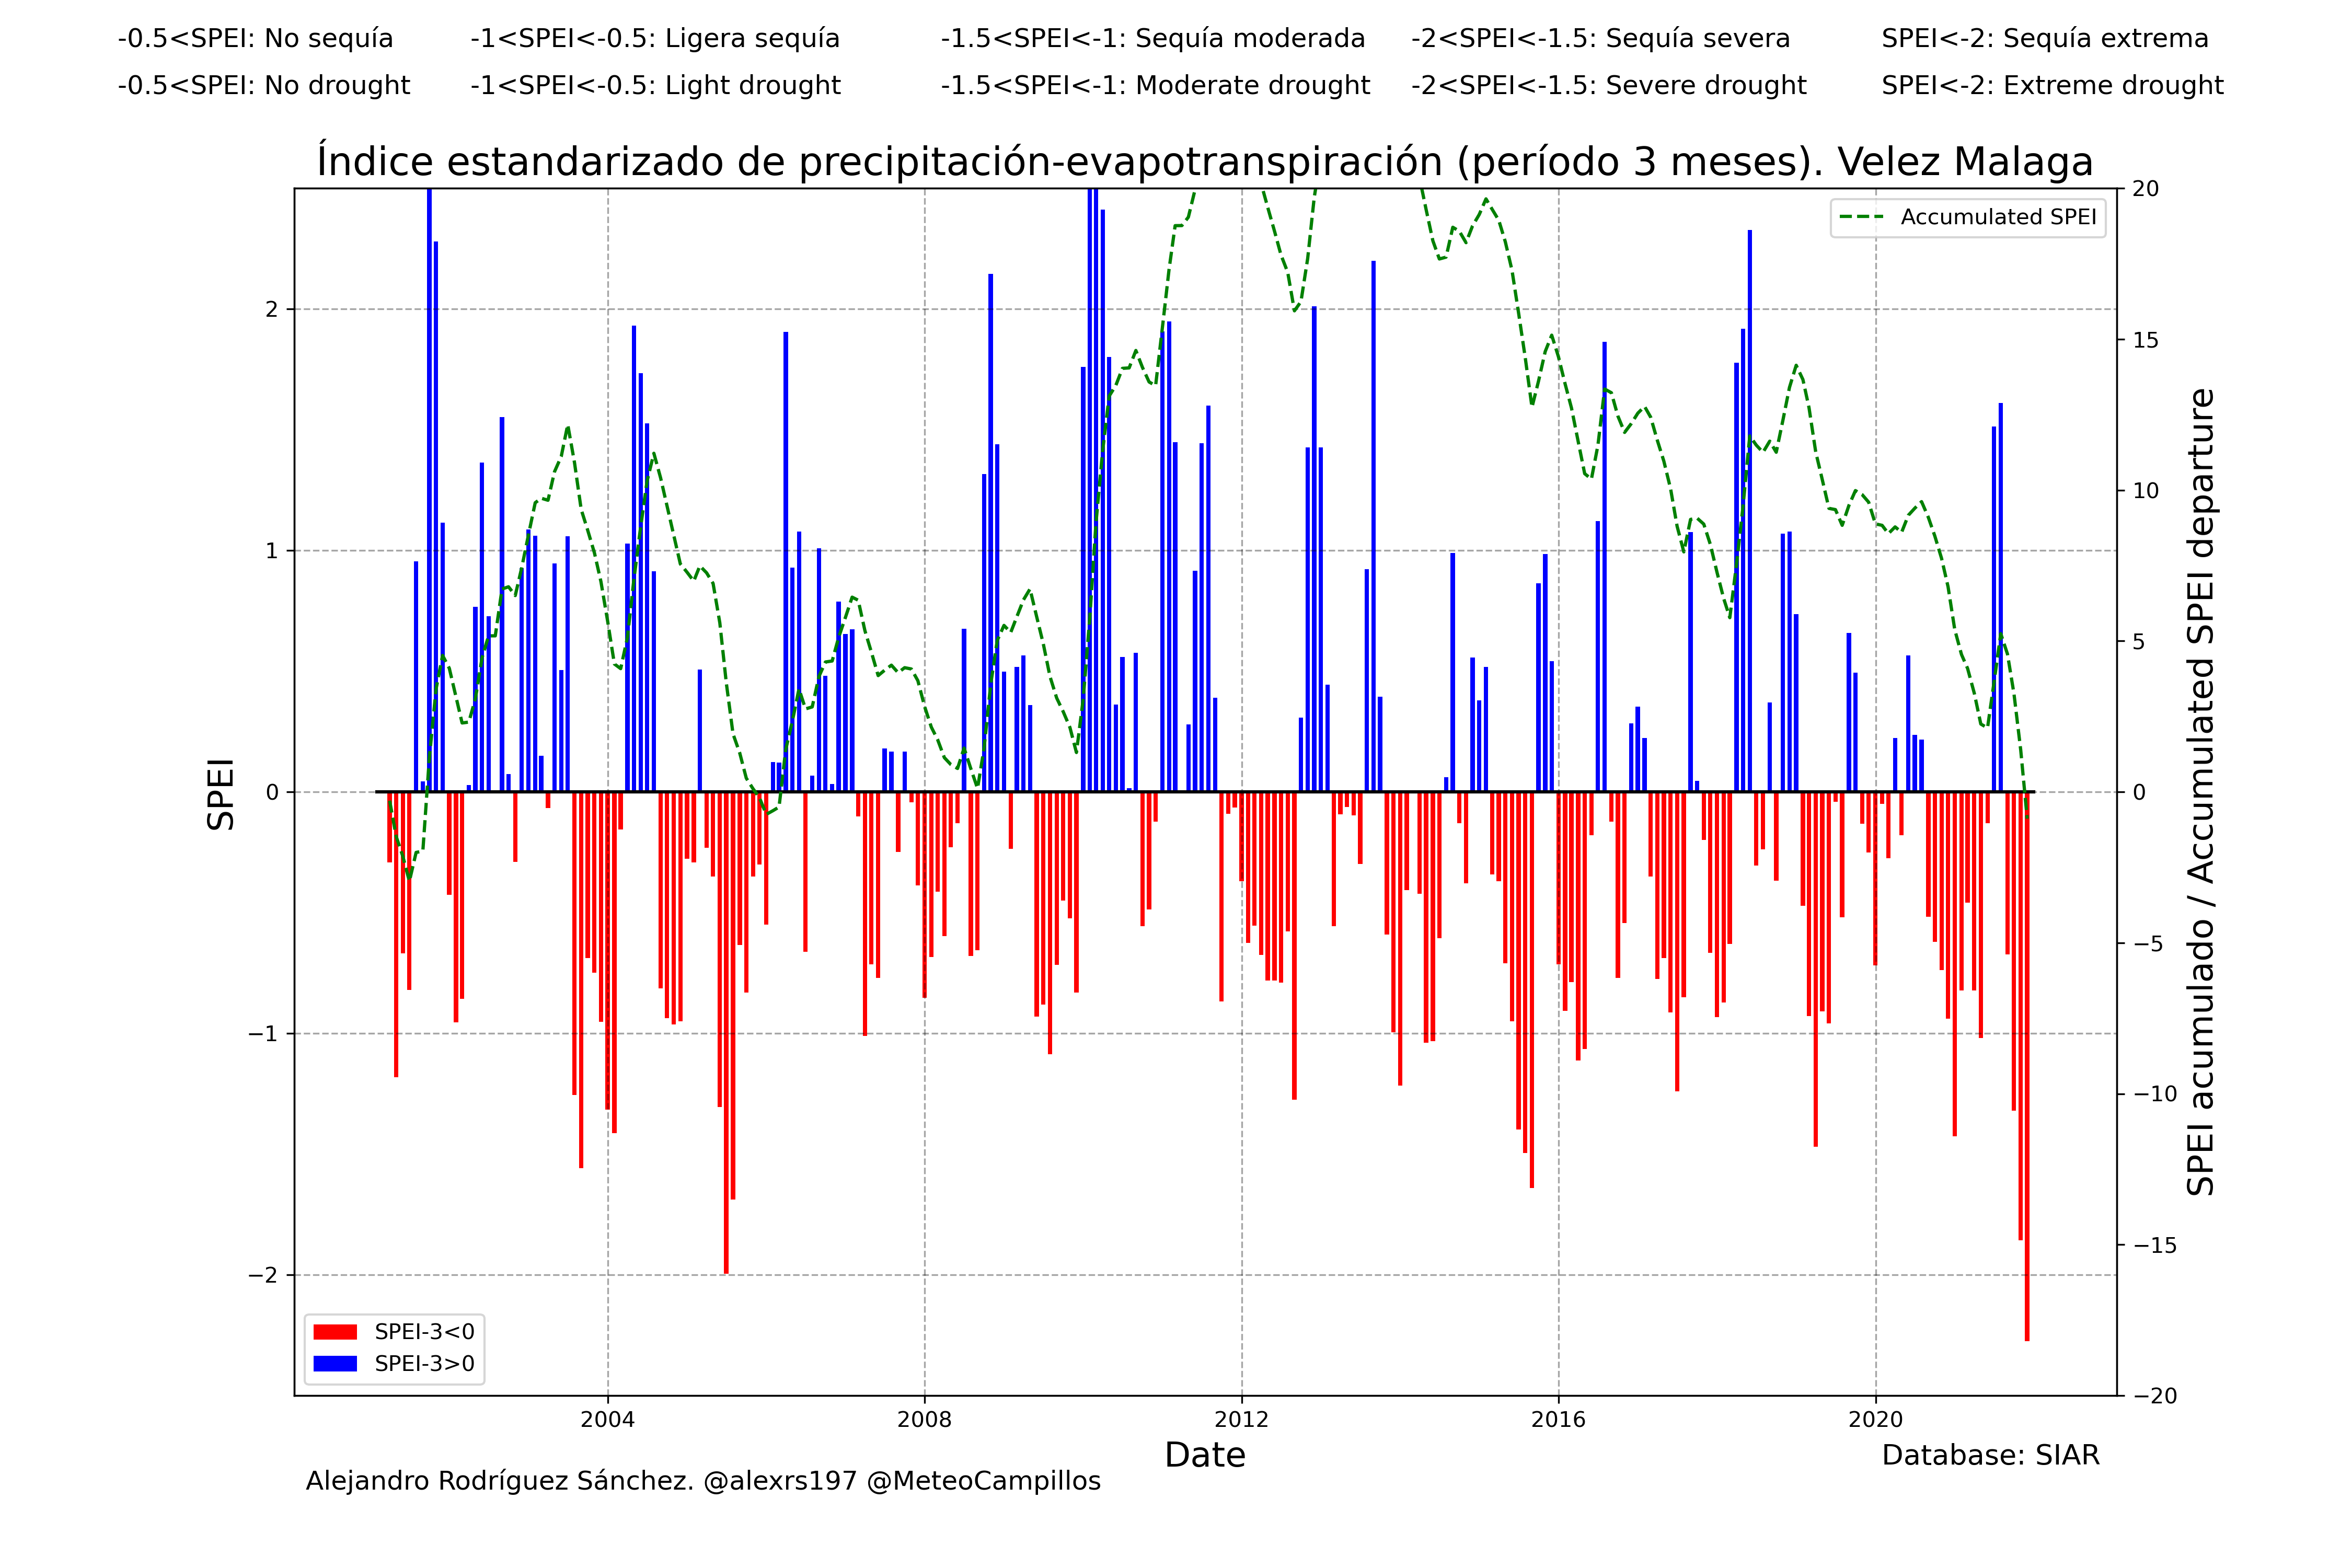 -0.5<SPEI: No sequía -1<SPEI<-0.5: Ligera sequía -1.5<SPEI<-1: Sequía moderada -2<SPEI<-1.5: Sequía severa SPEI<-2: Sequía extrema
-0.5<SPEI: No drought -1<SPEI<-0.5: Light drought -1.5<SPEI<-1: Moderate drought -2<SPEI<-1.5: Severe drought SPEI<-2: Extreme drought
Índice estandarizado de precipitación-evapotranspiración (período 3 meses). Velez Malaga
Accumulated SPEI
SPEI
2
1
0
−1
−2
20
15
10
5
0
−5
−10
−15
−20
SPEI acumulado / Accumulated SPEI departure
SPEI-3<0
SPEI-3>0
2004 2008 2012 2016 2020
Date
Database: SIAR
Alejandro Rodríguez Sánchez. @alexrs197 @MeteoCampillos